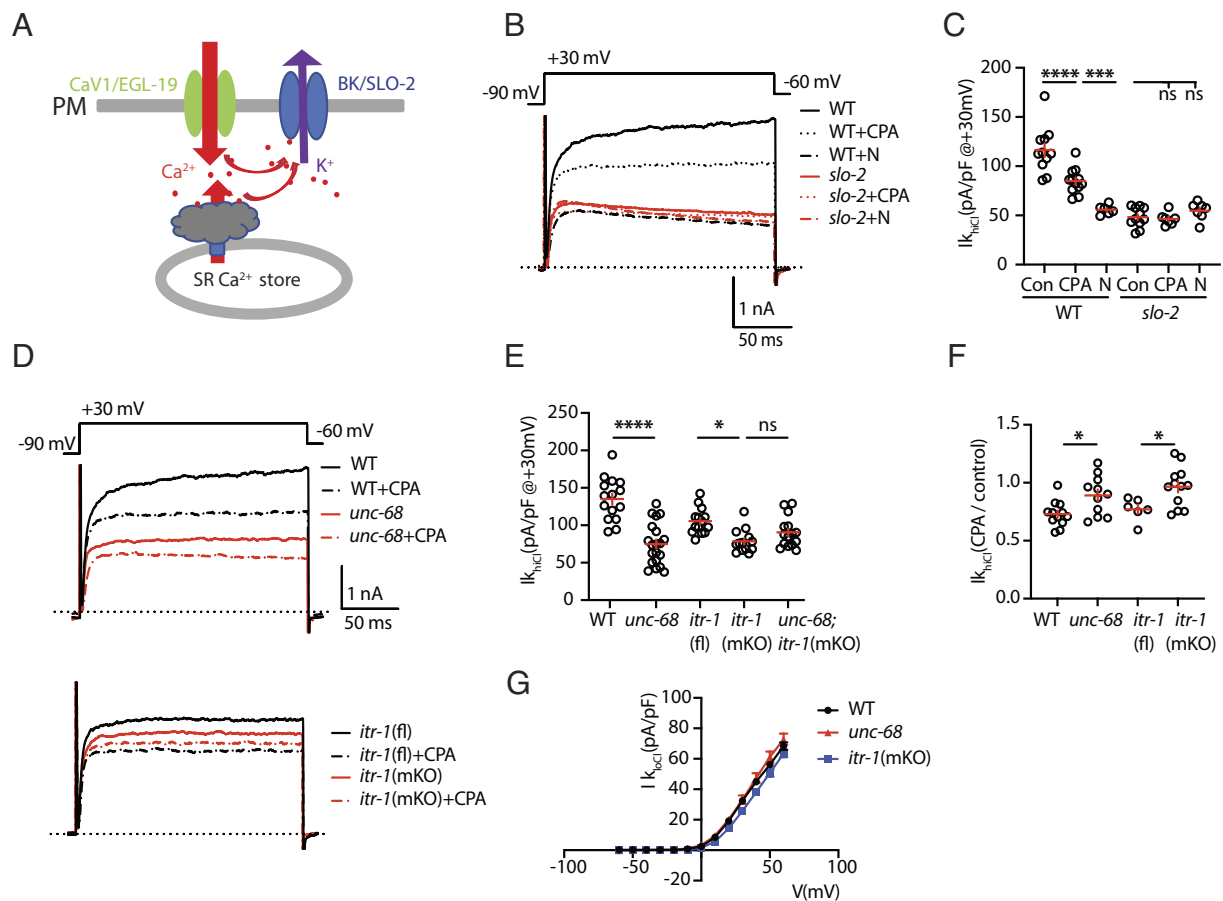 A
CaV1/EGL-19
BK/SLO-2
PM
Ca2+
K+
SR Ca2+ store
B
+30 mV
-90 mV
-60 mV
WT
WT+CPA
WT+N
slo-2
slo-2+CPA
slo-2+N
1 nA
50 ms
C
IkhiCl(pA/pF @+30mV)
200
150
100
50
0
**** ***
ns ns
Con CPA N Con CPA N
WT slo-2
D
+30 mV
-90 mV
-60 mV
WT
WT+CPA
unc-68
unc-68+CPA
1 nA
50 ms
itr-1(fl)
itr-1(fl)+CPA
itr-1(mKO)
itr-1(mKO)+CPA
E
IkhiCl(pA/pF @+30mV)
250
200
150
100
50
0
**** * ns
WT unc-68 itr-1 itr-1 unc-68;
(fl) (mKO) itr-1(mKO)
F
IkhiCl(CPA / control)
1.5
1.0
0.5
0.0
* *
WT unc-68 itr-1 itr-1
(fl) (mKO)
G
I kloCl(pA/pF)
100
80
60
40
20
-20
-100 -50 0 50 100
V(mV)
WT
unc-68
itr-1(mKO)